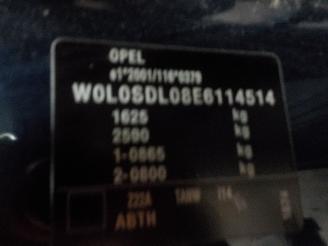 OPEL
e1*2001/116*0379
W0L0SDL08E6114514
1625 kg
2590 kg
1-0865 kg
2-0800 kg
Z22A
ABTH